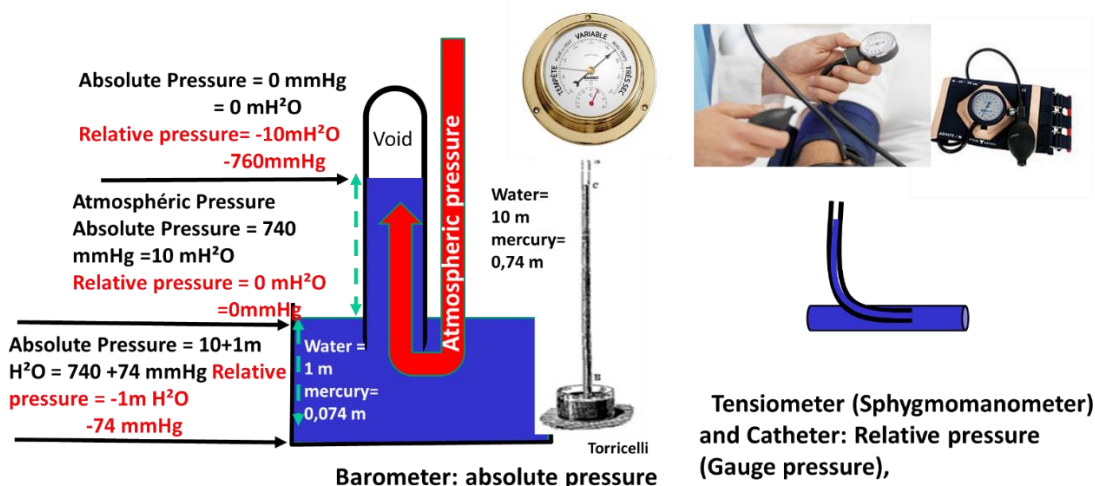 Absolute Pressure = 0 mmHg
= 0 mH²O
Relative pressure= -10mH²O
-760mmHg
Void
Atmosphéric Pressure
Absolute Pressure = 740
mmHg =10 mH²O
Relative pressure = 0 mH²O
=0mmHg
Absolute Pressure = 10+1m
H²O = 740 +74 mmHg Relative
pressure = -1m H²O
-74 mmHg
Water =
1 m
mercury=
0,074 m
Atmospheric pressure
TEMPÊTE
VARIABLE
TRÈS SEC
Water=
10 m
mercury=
0,74 m
C
B
Torricelli
Barometer: absolute pressure
Tensiometer (Sphygmomanometer)
and Catheter: Relative pressure
(Gauge pressure),